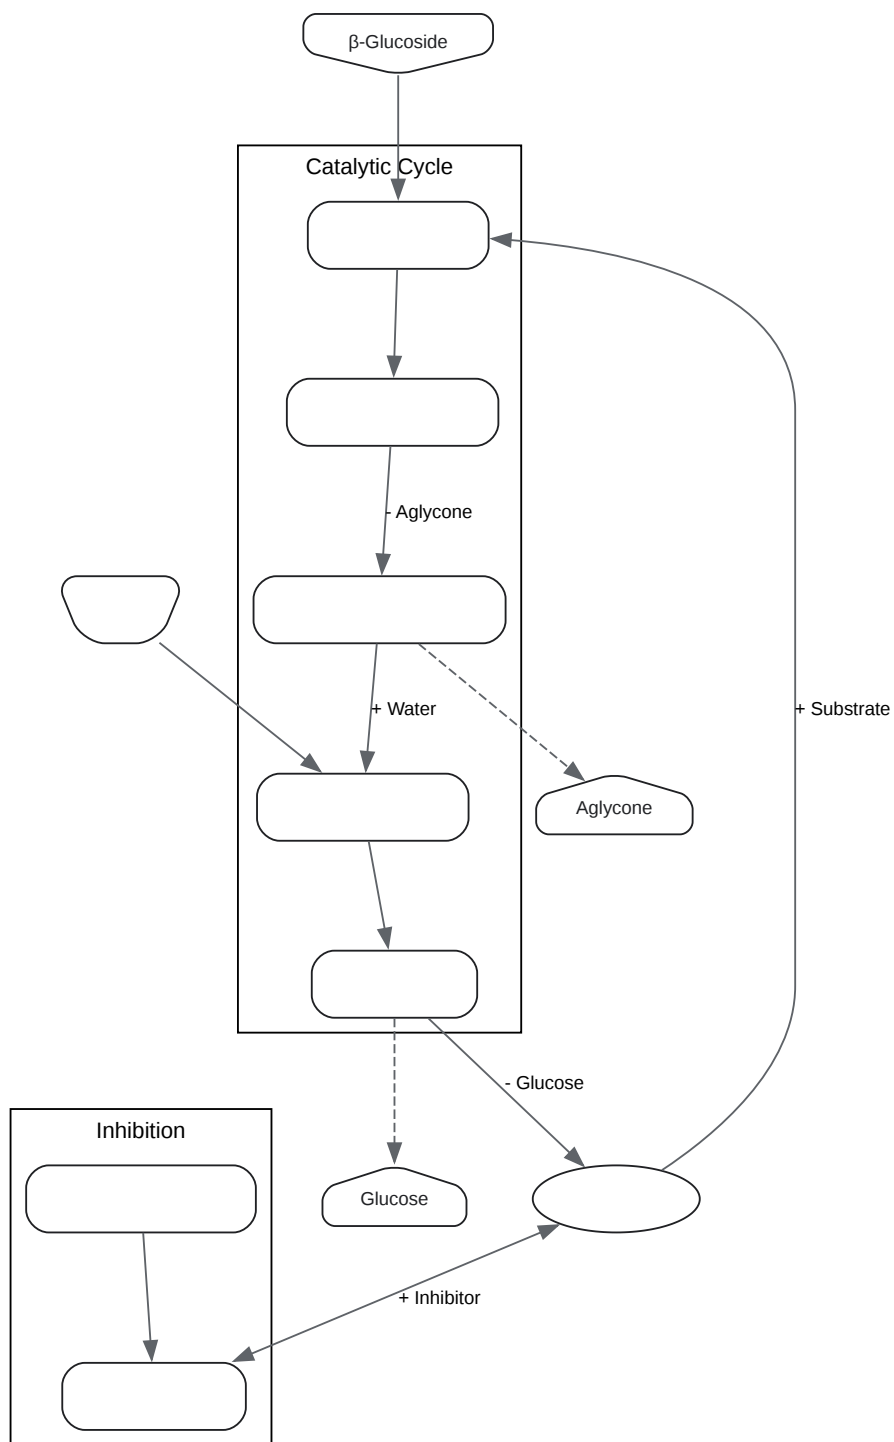 β-Glucoside
Catalytic Cycle
- Aglycone
+ Water
+ Substrate
Aglycone
- Glucose
Inhibition
Glucose
+ Inhibitor